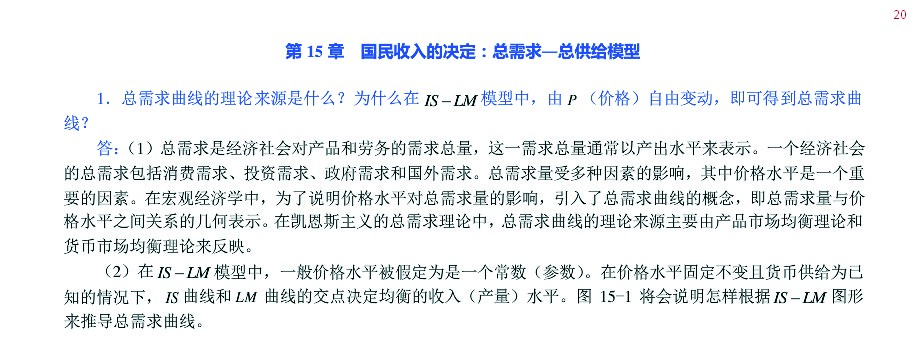 20
第 15 章 国民收入的决定：总需求—总供给模型
1．总需求曲线的理论来源是什么？为什么在 IS－LM 模型中，由 P（价格）自由变动，即可得到总需求曲
线？
答：（1）总需求是经济社会对产品和劳务的需求总量，这一需求总量通常以产出水平来表示。一个经济社会
的总需求包括消费需求、投资需求、政府需求和国外需求。总需求量受多种因素的影响，其中价格水平是一个重
要的因素。在宏观经济学中，为了说明价格水平对总需求量的影响，引入了总需求曲线的概念，即总需求量与价
格水平之间关系的几何表示。在凯恩斯主义的总需求理论中，总需求曲线的理论来源主要由产品市场均衡理论和
货币市场均衡理论来反映。
（2）在 IS－LM 模型中，一般价格水平被假定为是一个常数（参数）。在价格水平固定不变且货币供给为已
知的情况下，IS 曲线和 LM 曲线的交点决定均衡的收入（产量）水平。图 15-1 将会说明怎样根据 IS－LM 图形
来推导总需求曲线。